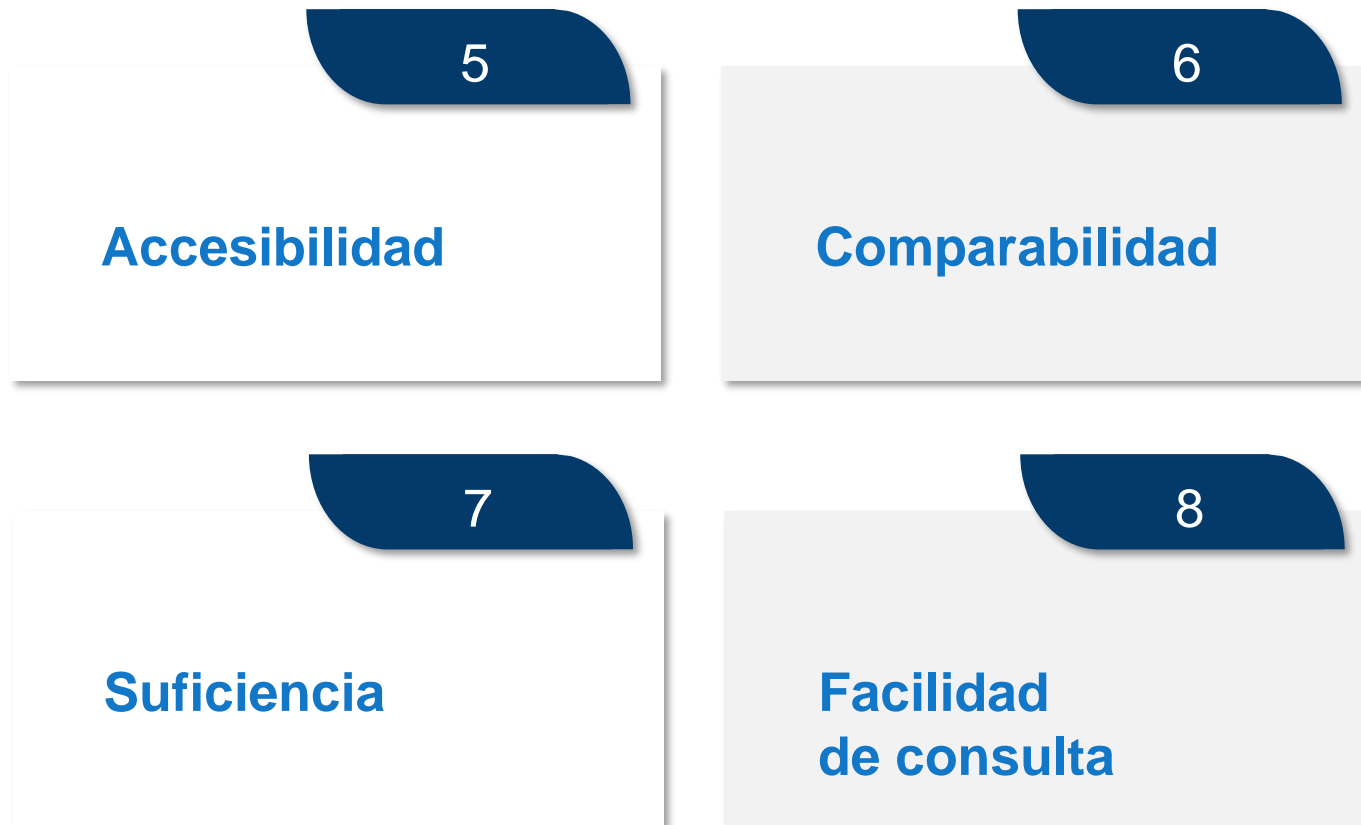 5
Accesibilidad
6
Comparabilidad
7
Suficiencia
8
Facilidad
de consulta